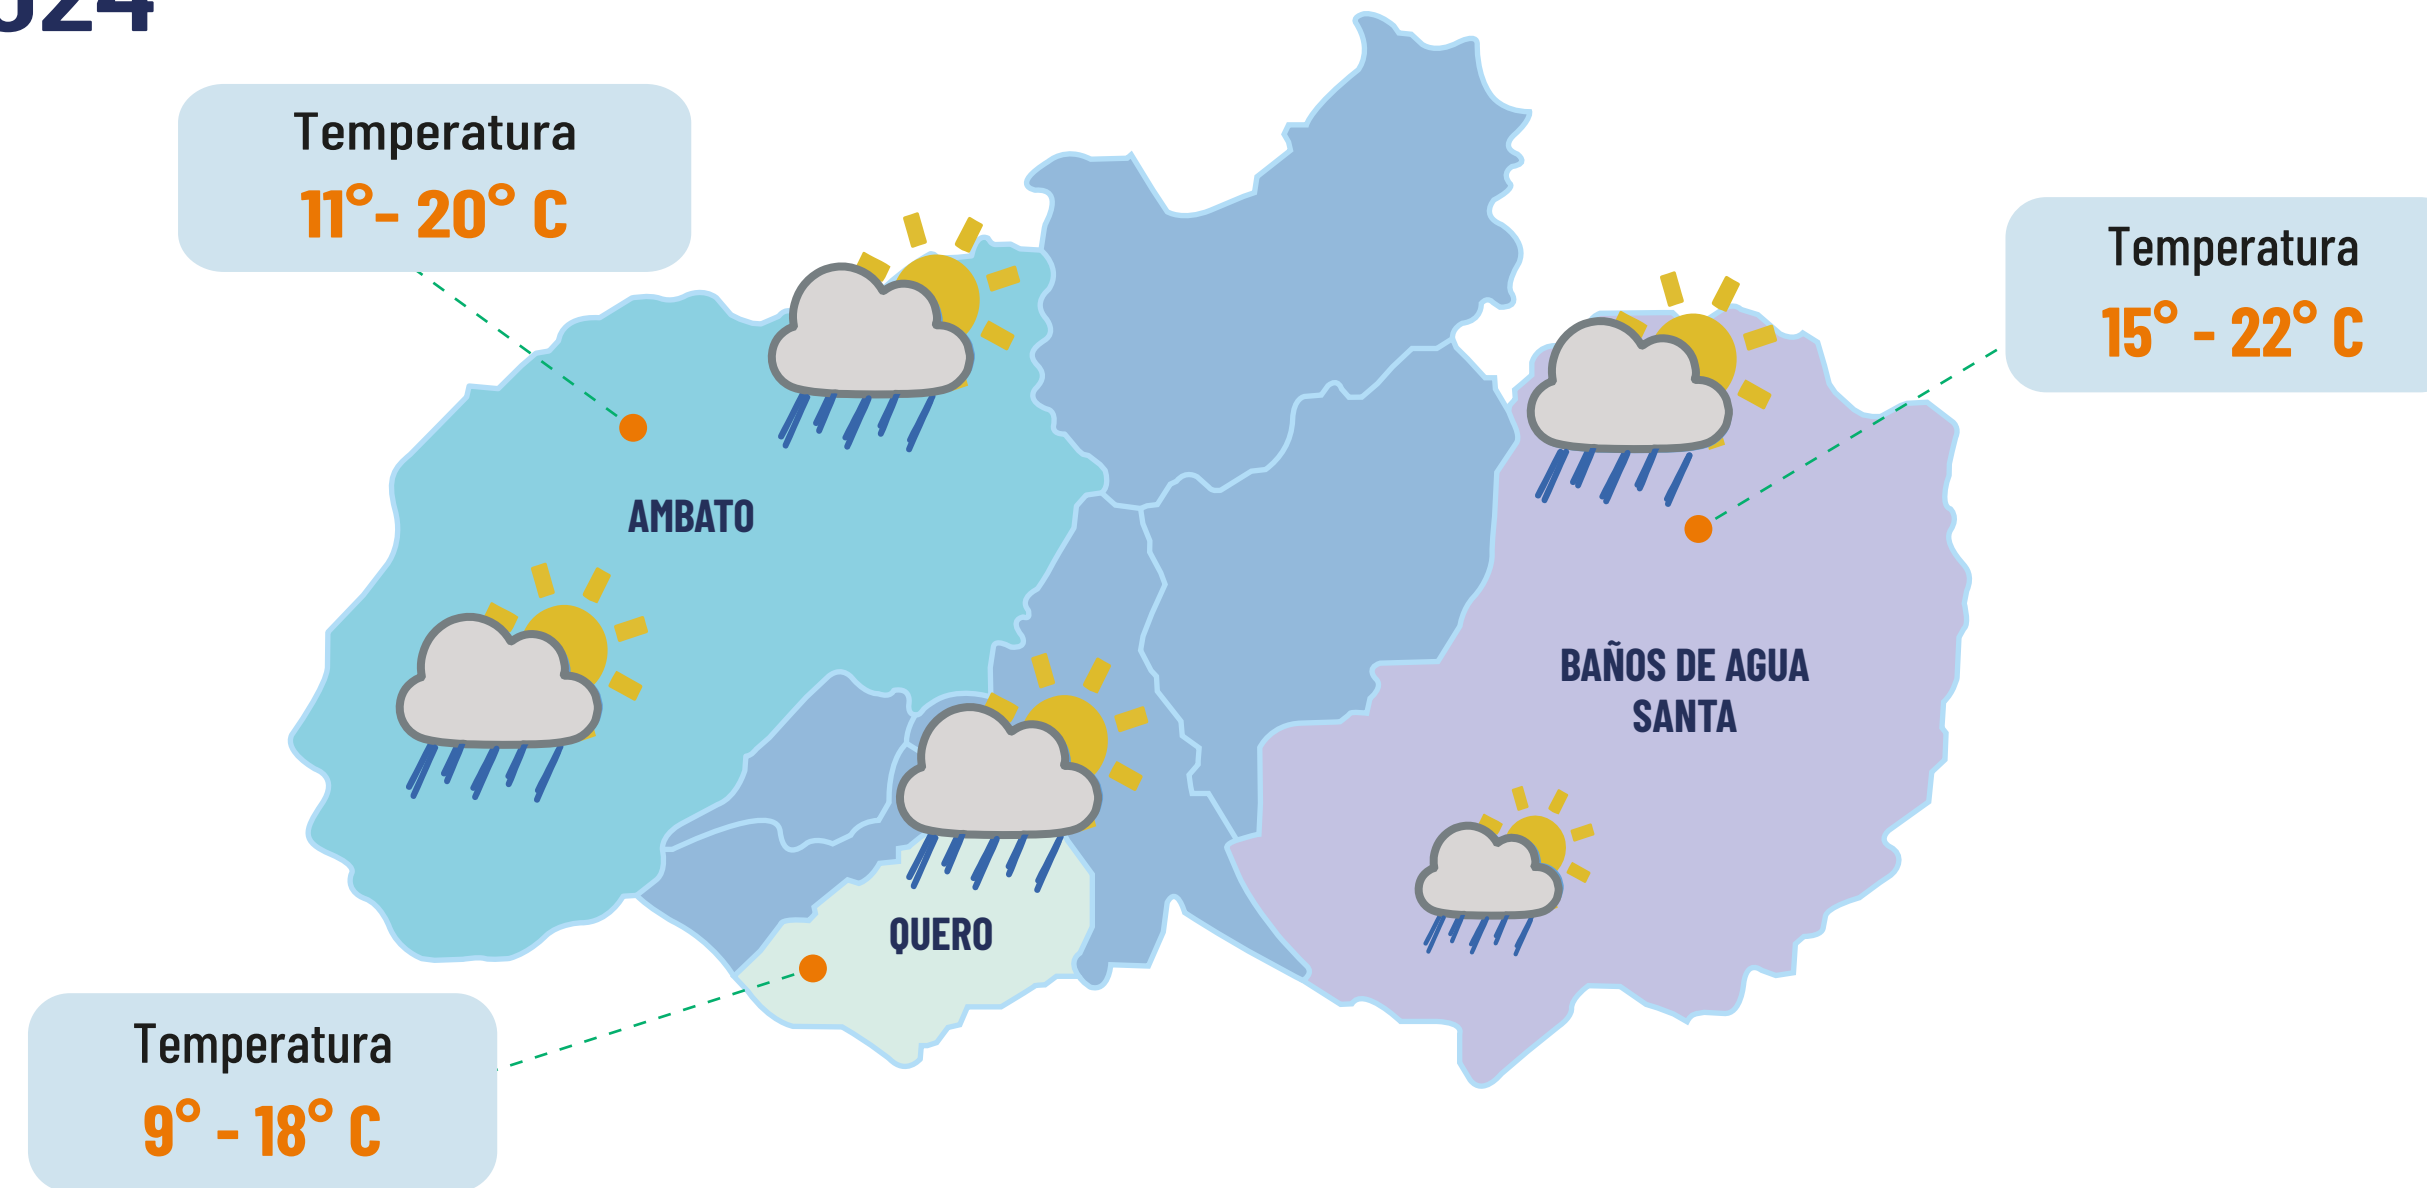 Temperatura
11°- 20° C
Temperatura
15° - 22° C
AMBATO
BAÑOS DE AGUA
SANTA
QUERO
Temperatura
9° - 18° C